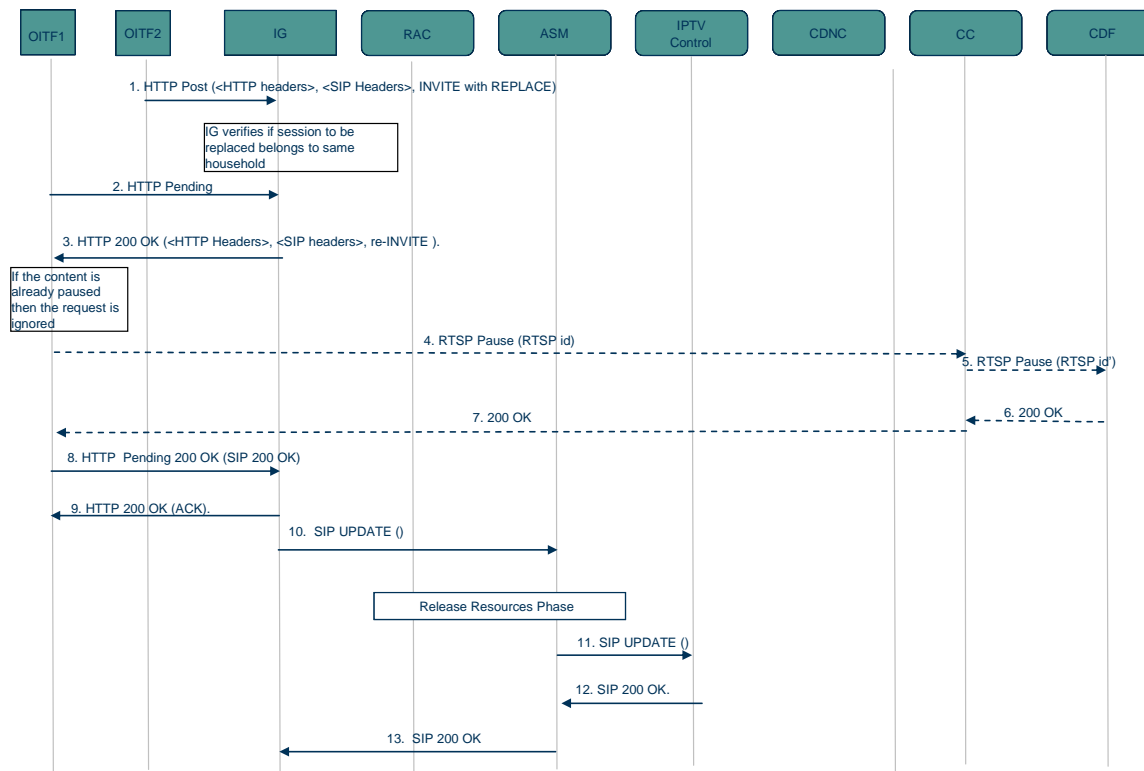 OITF1
OITF2
IG
RAC
ASM
IPTV
Control
CDNC
CC
CDF
1. HTTP Post (<HTTP headers>, <SIP Headers>, INVITE with REPLACE)
IG verifies if session to be
replaced belongs to same
household
2. HTTP Pending
3. HTTP 200 OK (<HTTP Headers>, <SIP headers>, re-INVITE ).
If the content is
already paused
then the request is
ignored
4. RTSP Pause (RTSP id)
5. RTSP Pause (RTSP id')
6. 200 OK
7. 200 OK
8. HTTP Pending 200 OK (SIP 200 OK)
9. HTTP 200 OK (ACK).
10. SIP UPDATE ()
Release Resources Phase
11. SIP UPDATE ()
12. SIP 200 OK.
13. SIP 200 OK